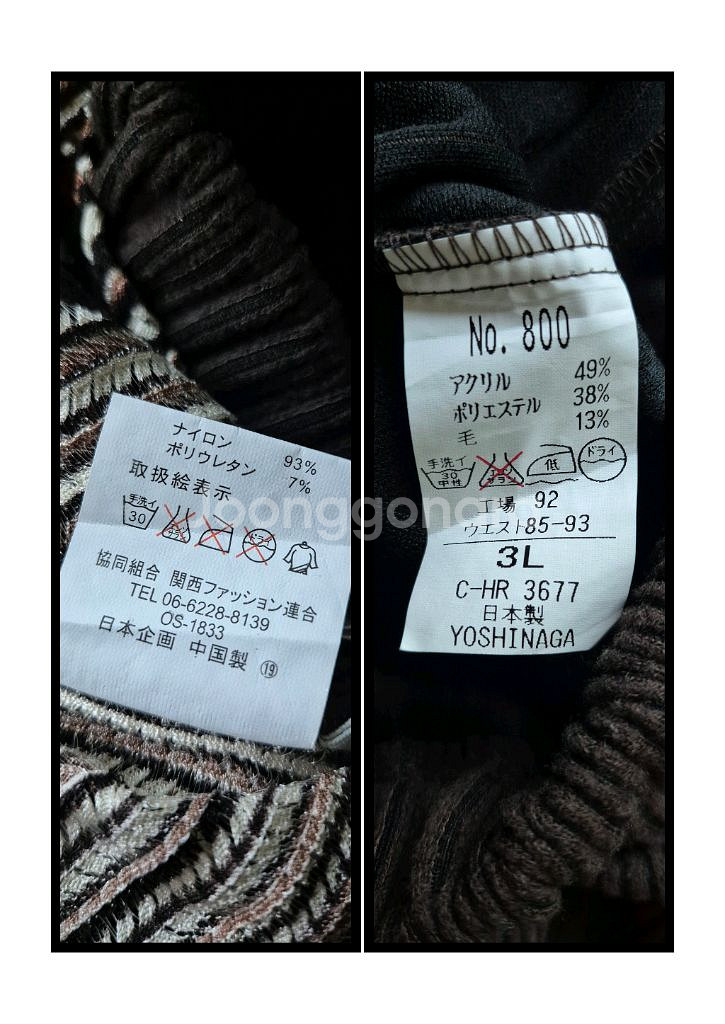 ナイロン 93%
ポリウレタン 7%
取扱絵表示
手洗イ 30
ドライ
協同組合 関西ファッション連合
TEL 06-6228-8139
OS-1833
日本企画 中国製 ⑲
No. 800
アクリル 49%
ポリエステル 38%
毛 13%
手洗イ 30 中性
低
ドライ
工場 92
ウエスト85-93
3L
C-HR 3677
日本製
YOSHINAGA